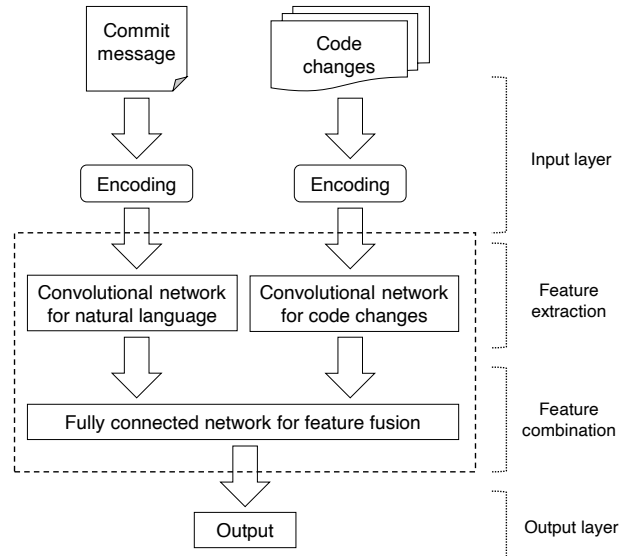 Commit
message
Code
changes
Input layer
Encoding
Encoding
Convolutional network
for natural language
Convolutional network
for code changes
Feature
extraction
Fully connected network for feature fusion
Feature
combination
Output
Output layer